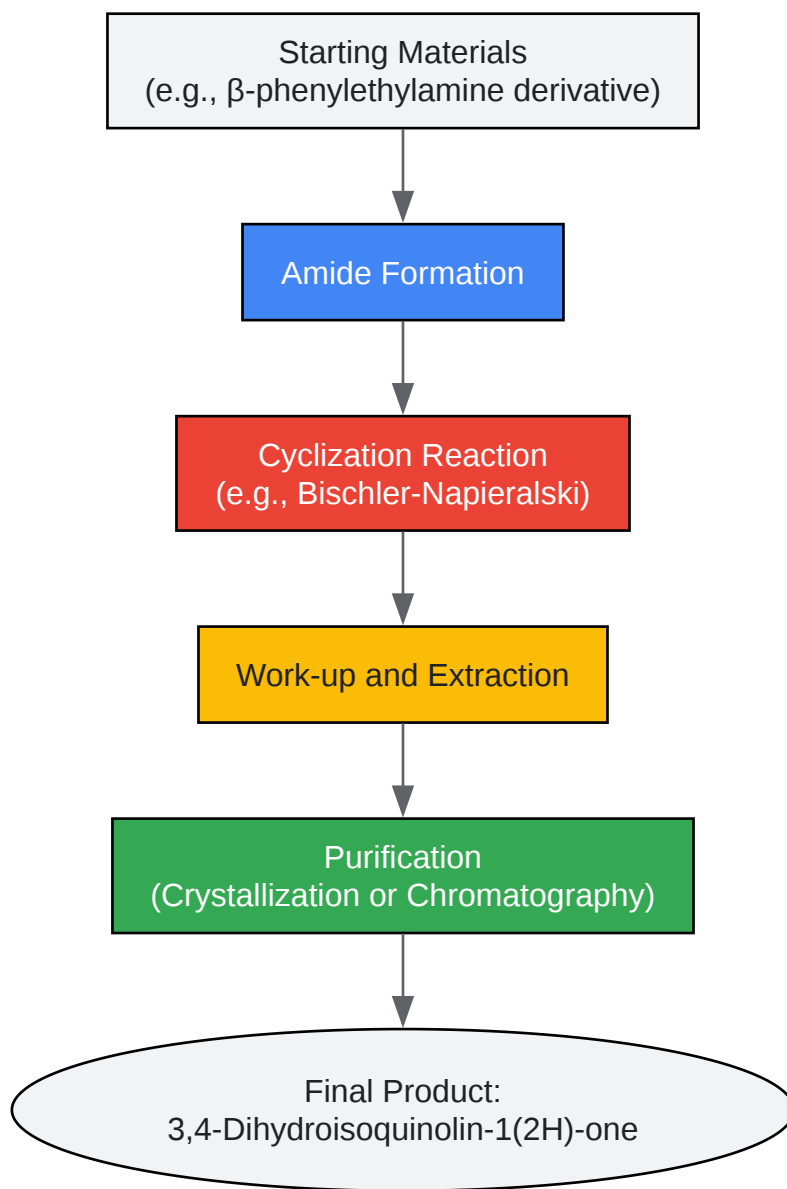 Starting Materials
(e.g., β-phenylethylamine derivative)
Amide Formation
Cyclization Reaction
(e.g., Bischler-Napieralski)
Work-up and Extraction
Purification
(Crystallization or Chromatography)
Final Product:
3,4-Dihydroisoquinolin-1(2H)-one